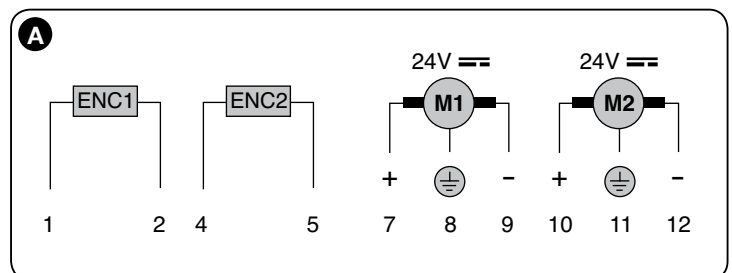 A
24V 24V
ENC1 ENC2 M1 M2
+ - + -
1 2 4 5 7 8 9 10 11 12